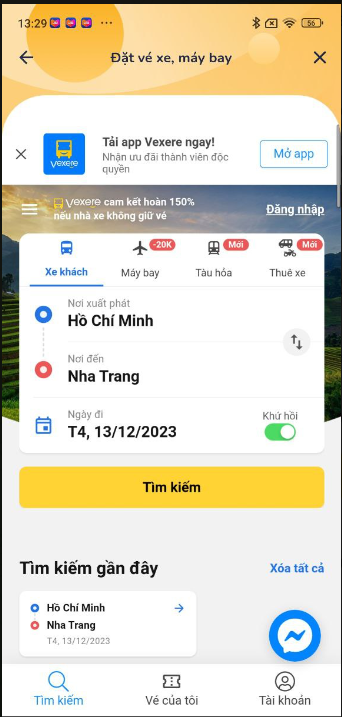 13:29
56
Đặt vé xe, máy bay
Tải app Vexere ngay!
Nhận ưu đãi thành viên độc
quyền
Mở app
vexere
vexere cam kết hoàn 150%
nếu nhà xe không giữ vé
Đăng nhập
-20K
Mới
Mới
Xe khách
Máy bay
Tàu hỏa
Thuê xe
Nơi xuất phát
Hồ Chí Minh
Nơi đến
Nha Trang
Ngày đi
Khứ hồi
T4, 13/12/2023
Tìm kiếm
Tìm kiếm gần đây
Xóa tất cả
Hồ Chí Minh
Nha Trang
T4, 13/12/2023
Tìm kiếm
Vé của tôi
Tài khoản